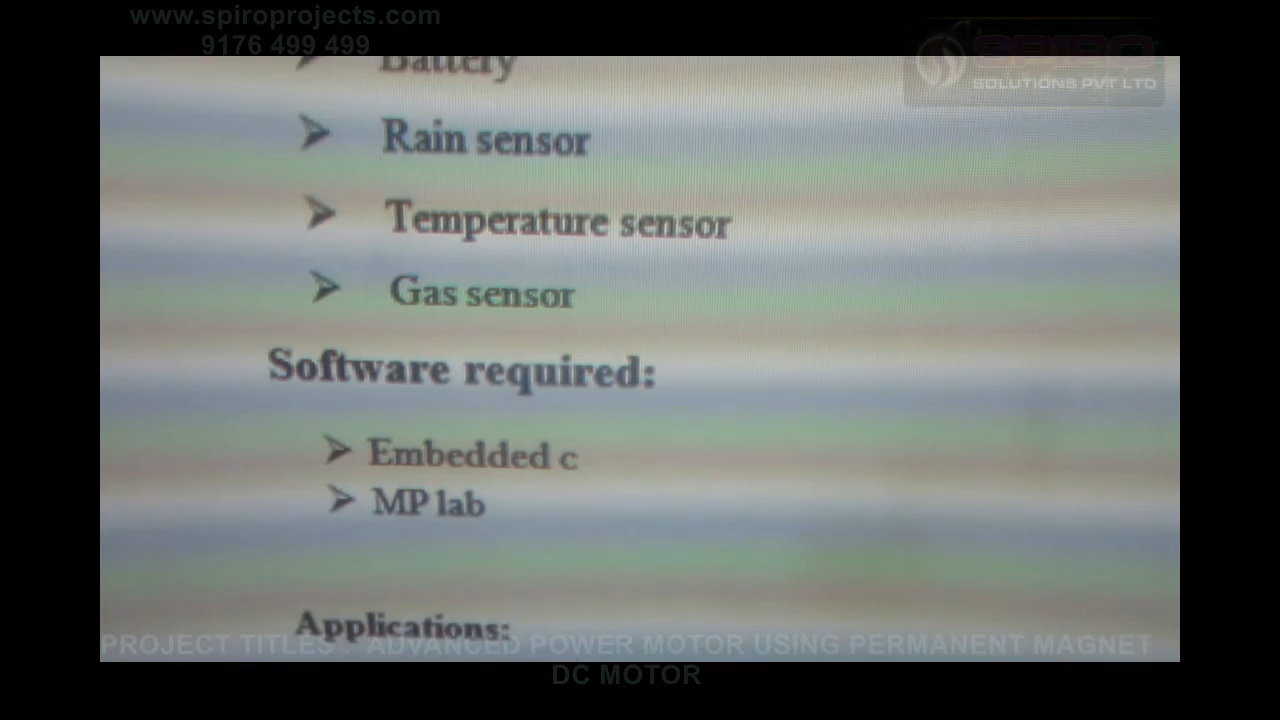 www.spiroprojects.com
9176 499 499
SPIRO
SOLUTIONS PVT LTD
Battery
Rain sensor
Temperature sensor
Gas sensor
Software required:
Embedded c
MP lab
Applications:
PROJECT TITLES : ADVANCED POWER MOTOR USING PERMANENT MAGNET
DC MOTOR